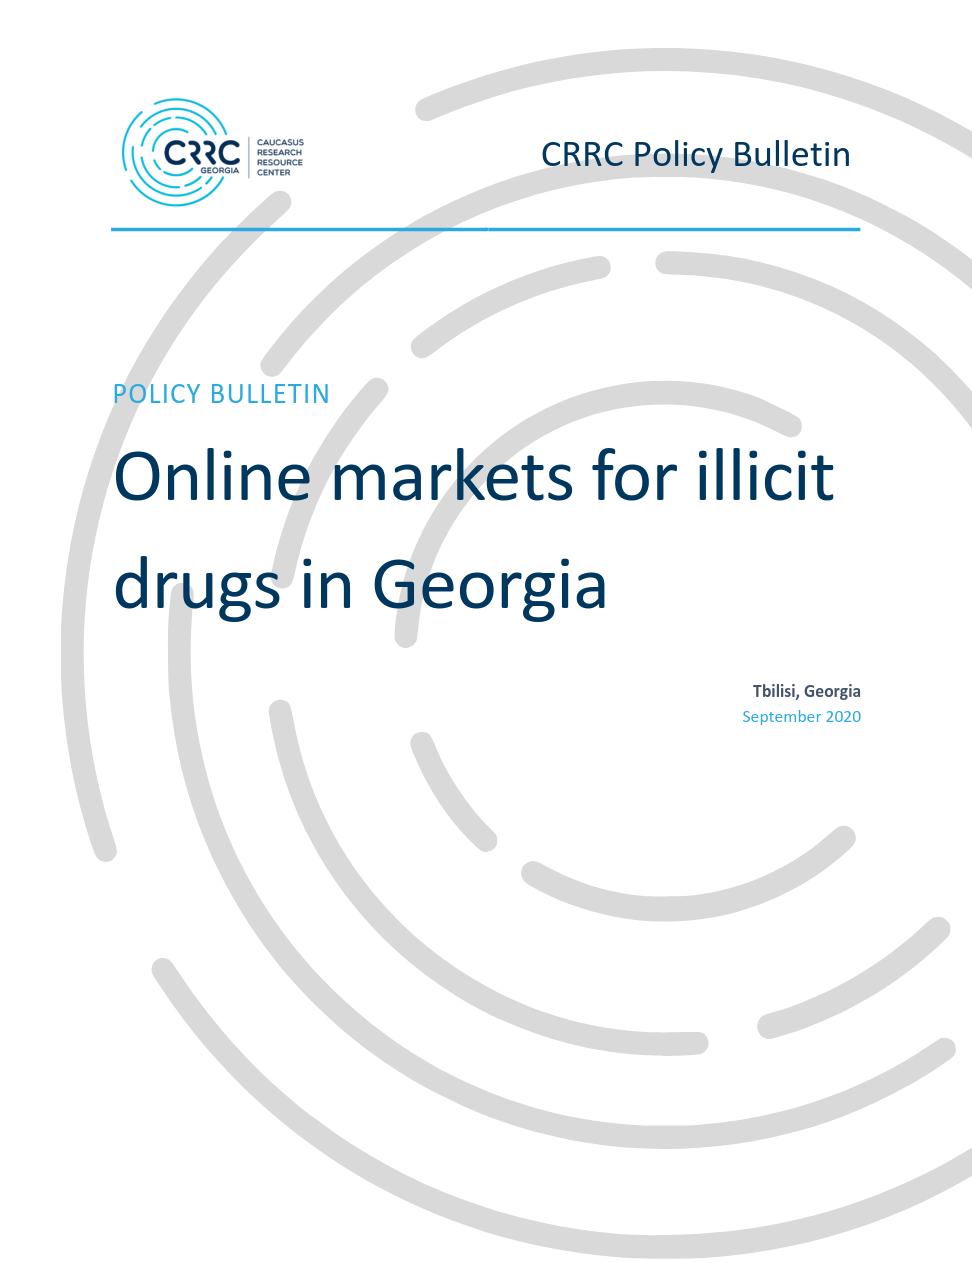 CRRC
GEORGIA
CAUCASUS
RESEARCH
RESOURCE
CENTER
CRRC Policy Bulletin
POLICY BULLETIN
Online markets for illicit
drugs in Georgia
Tbilisi, Georgia
September 2020